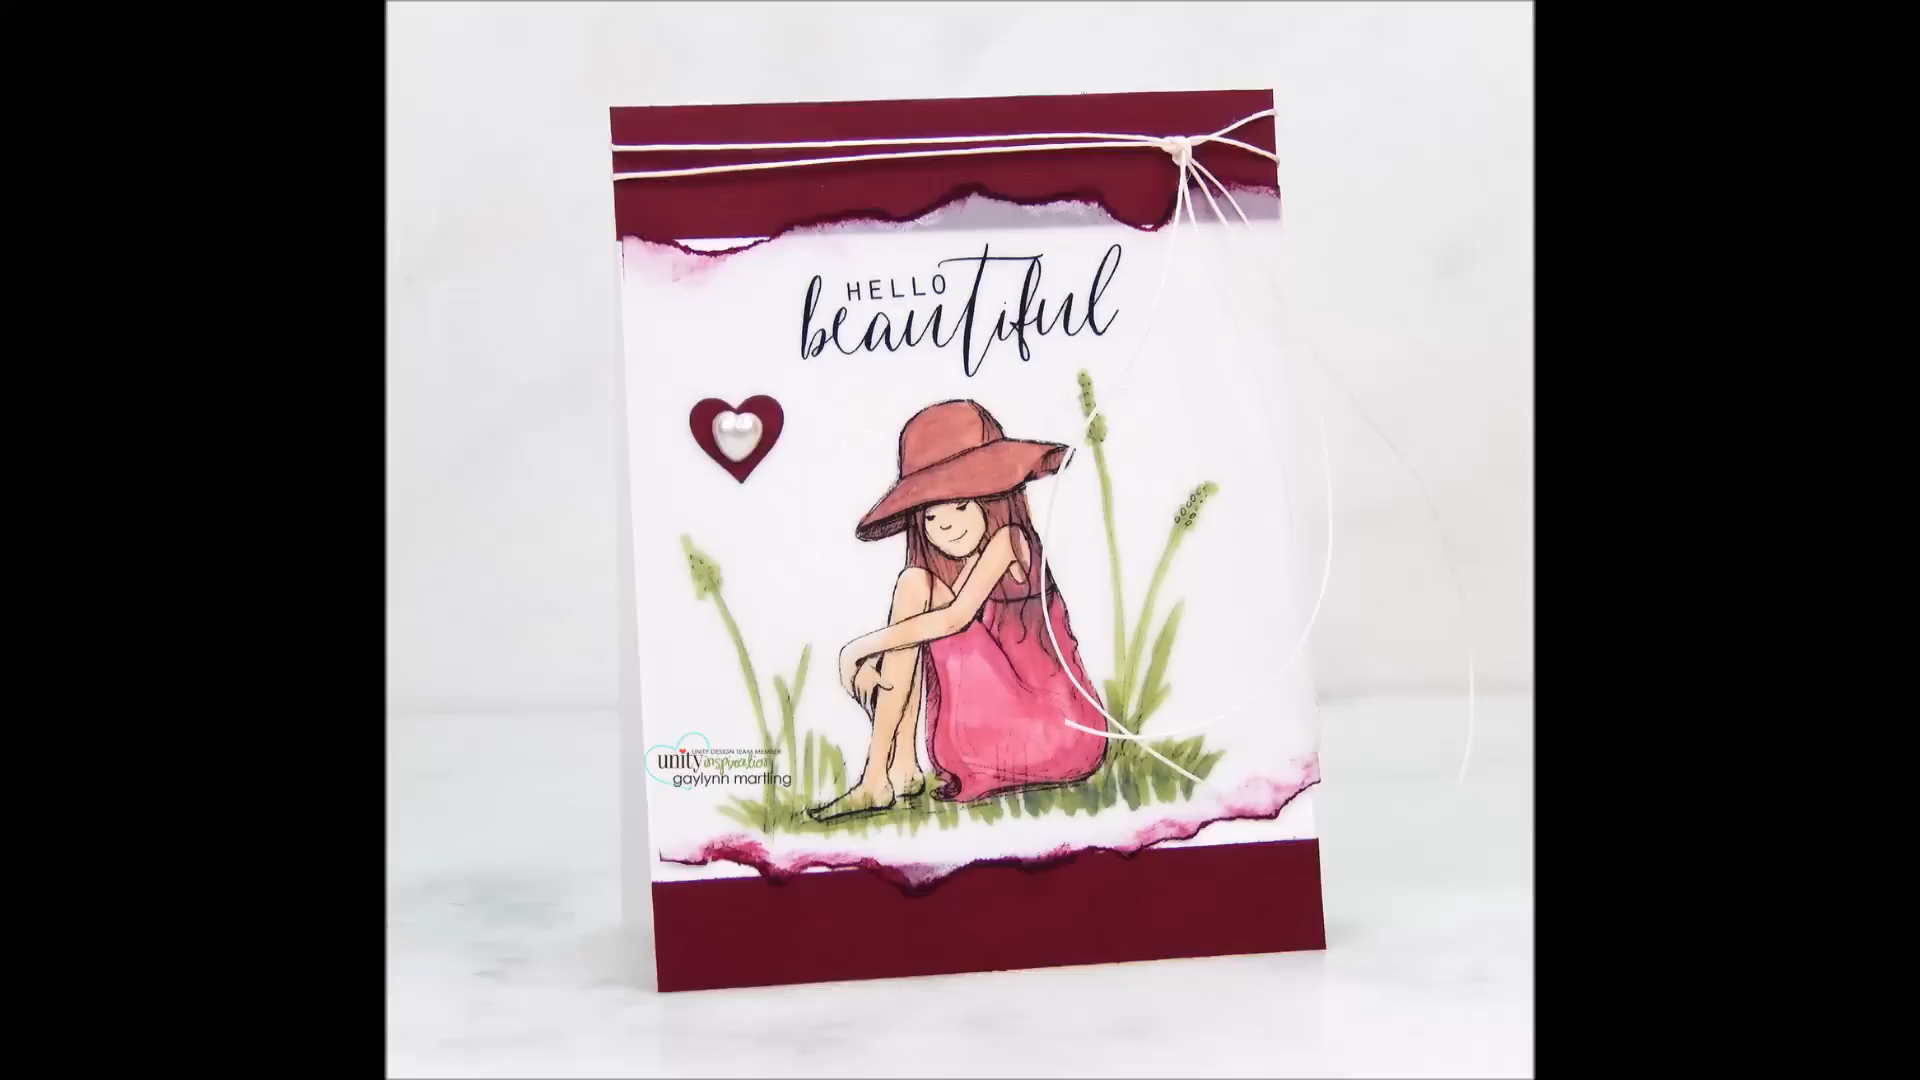 HELLO
beautiful
UNITY DESIGN TEAM MEMBER
unity inspiration
gaylynn martling